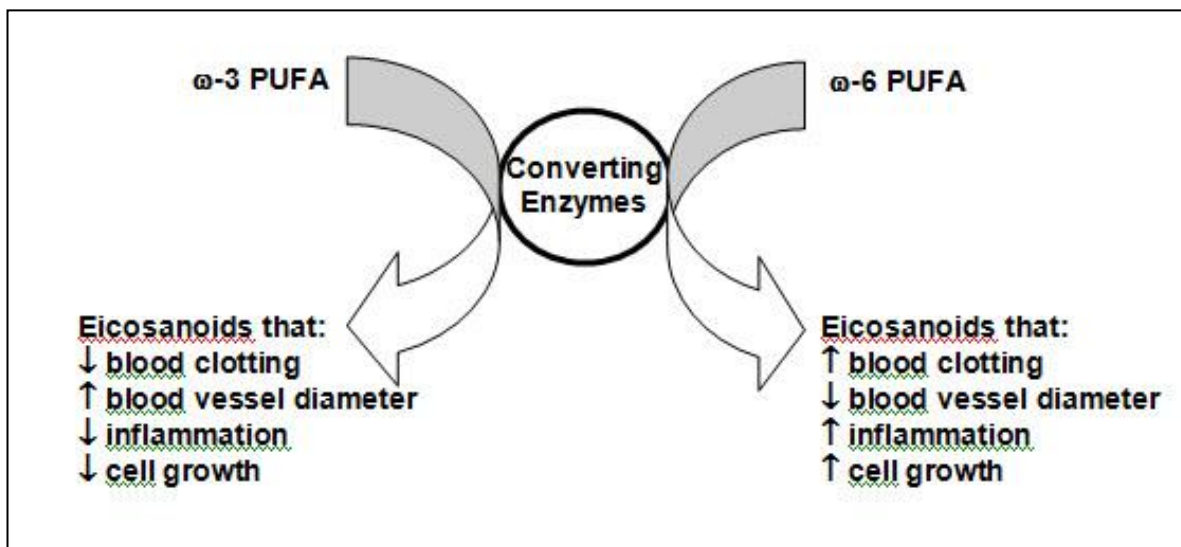 ω-3 PUFA
ω-6 PUFA
Converting
Enzymes
Eicosanoids that:
↓ blood clotting
↑ blood vessel diameter
↓ inflammation
↓ cell growth
Eicosanoids that:
↑ blood clotting
↓ blood vessel diameter
↑ inflammation
↑ cell growth